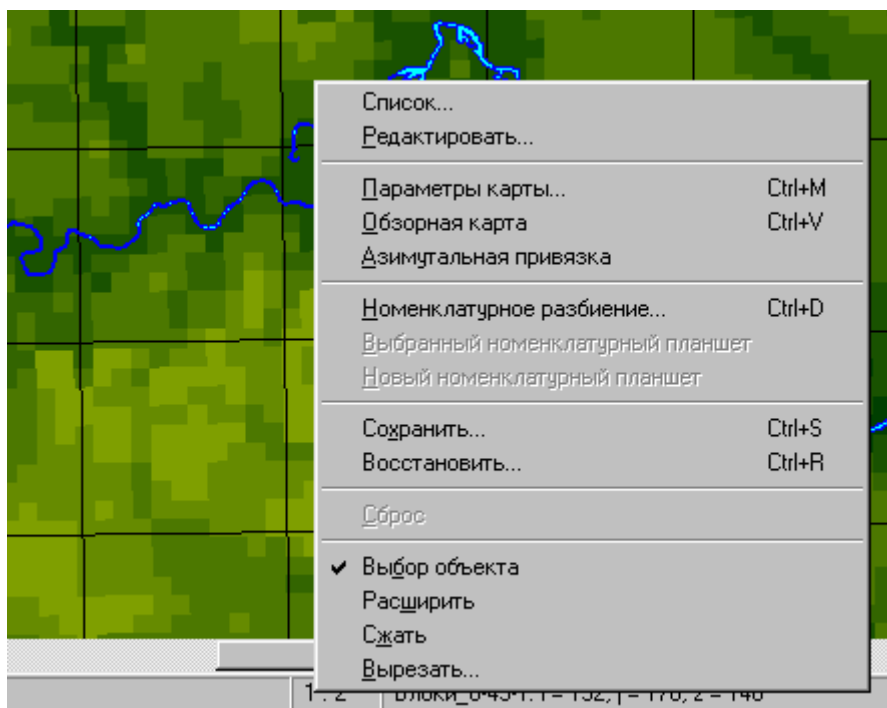 Список...
Редактировать...
Параметры карты... Ctrl+M
Обзорная карта Ctrl+V
Азимутальная привязка
Номенклатурное разбиение... Ctrl+D
Выбранный номенклатурный планшет
Новый номенклатурный планшет
Сохранить... Ctrl+S
Восстановить... Ctrl+R
Сброс
Выбор объекта
Расширить
Сжать
Вырезать...